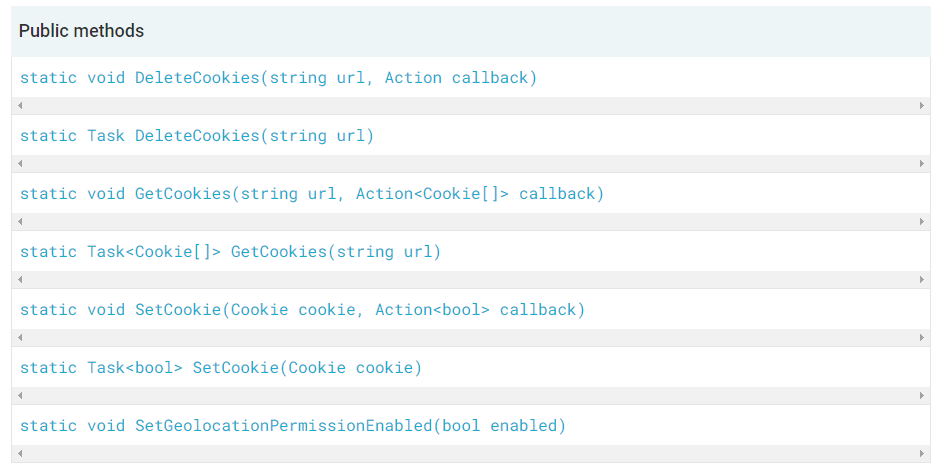 Public methods
static void DeleteCookies(string url, Action callback)
static Task DeleteCookies(string url)
static void GetCookies(string url, Action<Cookie[]> callback)
static Task<Cookie[]> GetCookies(string url)
static void SetCookie(Cookie cookie, Action<bool> callback)
static Task<bool> SetCookie(Cookie cookie)
static void SetGeolocationPermissionEnabled(bool enabled)